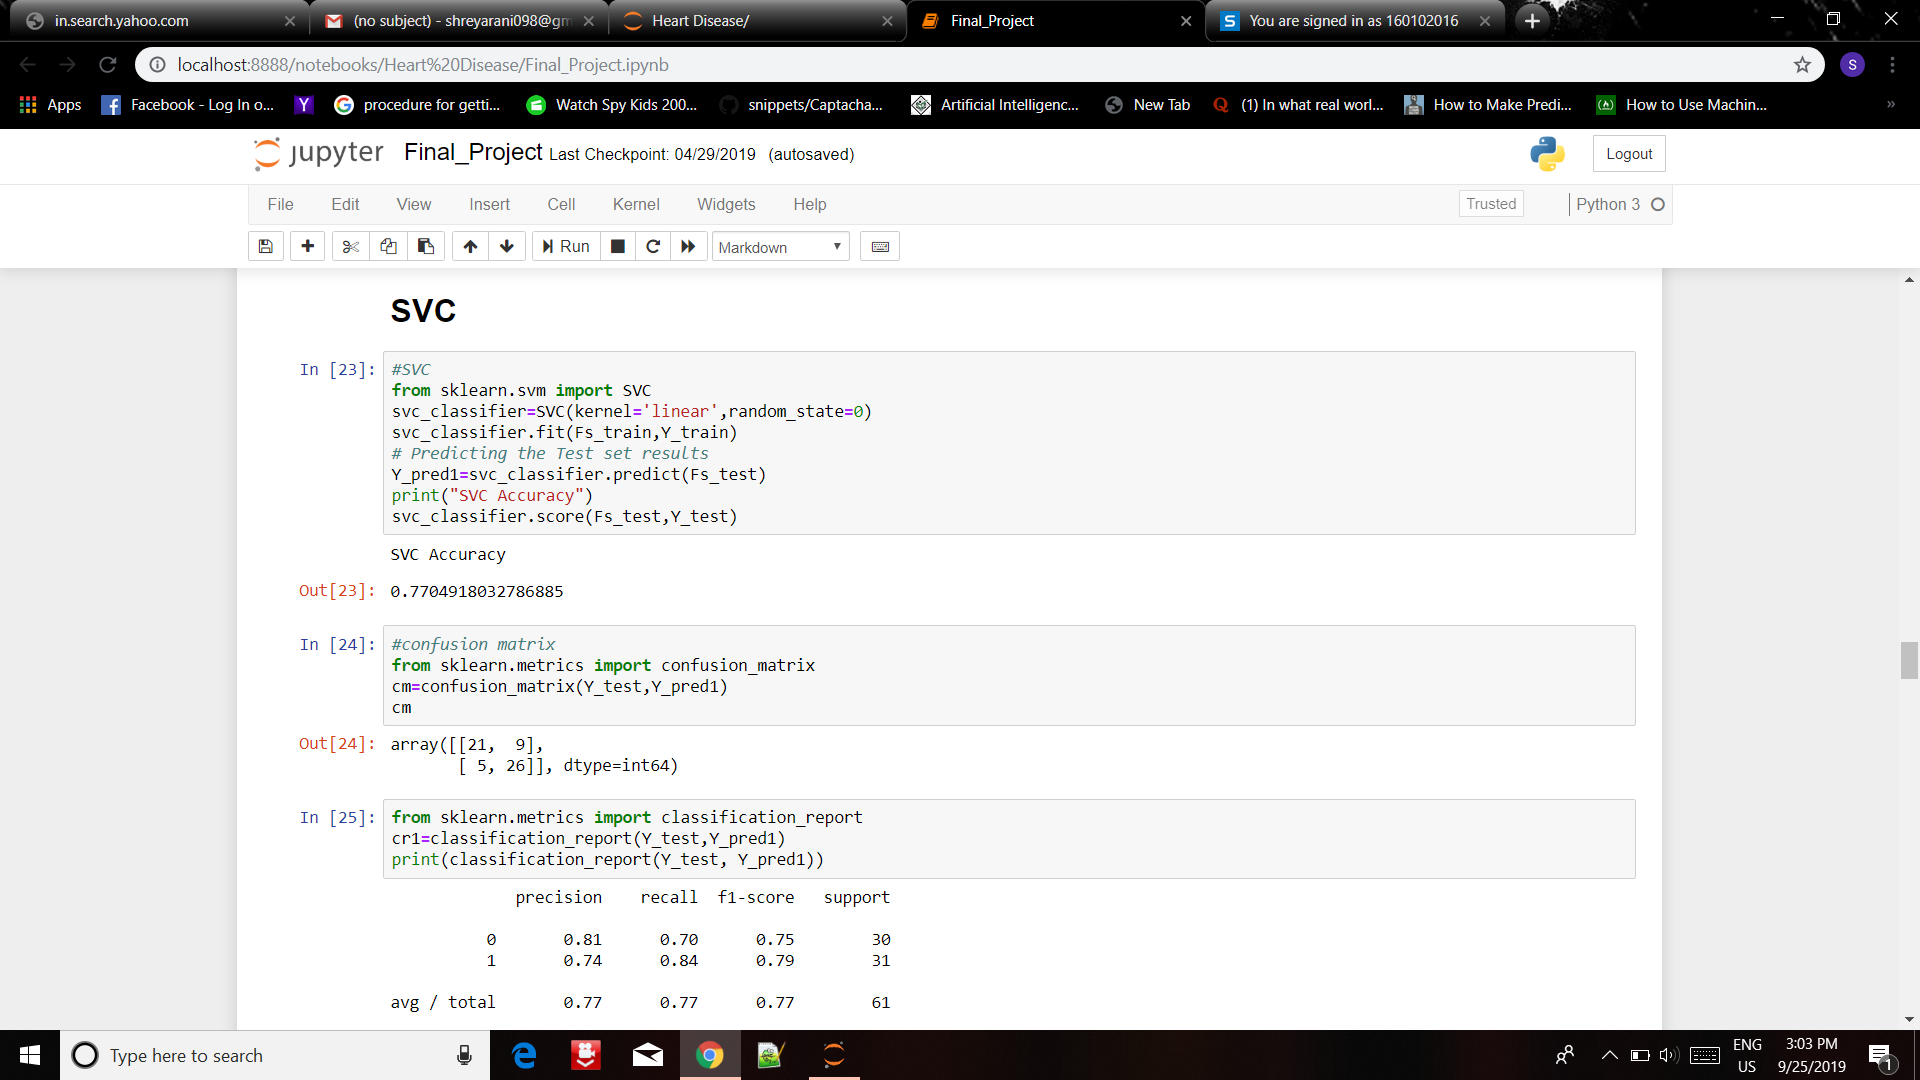 in.search.yahoo.com
(no subject) - shreyarani098@gm
Heart Disease/
Final_Project
You are signed in as 160102016
localhost:8888/notebooks/Heart%20Disease/Final_Project.ipynb
S
Apps
Facebook - Log In o...
procedure for getti...
Watch Spy Kids 200...
snippets/Captacha...
Artificial Intelligenc...
New Tab
(1) In what real worl...
How to Make Predi...
How to Use Machin...
»
jupyter
Final_Project Last Checkpoint: 04/29/2019 (autosaved)
Logout
File Edit View Insert Cell Kernel Widgets Help
Trusted
Python 3
Run
Markdown
SVC
In [23]:
#SVC
from sklearn.svm import SVC
svc_classifier=SVC(kernel='linear',random_state=0)
svc_classifier.fit(Fs_train,Y_train)
# Predicting the Test set results
Y_pred1=svc_classifier.predict(Fs_test)
print("SVC Accuracy")
svc_classifier.score(Fs_test,Y_test)
SVC Accuracy
Out[23]: 0.7704918032786885
In [24]:
#confusion matrix
from sklearn.metrics import confusion_matrix
cm=confusion_matrix(Y_test,Y_pred1)
cm
Out[24]: array([[21,  9],
       [ 5, 26]], dtype=int64)
In [25]:
from sklearn.metrics import classification_report
cr1=classification_report(Y_test,Y_pred1)
print(classification_report(Y_test, Y_pred1))
precision recall f1-score support
0 0.81 0.70 0.75 30
1 0.74 0.84 0.79 31
avg / total 0.77 0.77 0.77 61
Type here to search
ENG
US
3:03 PM
9/25/2019
1